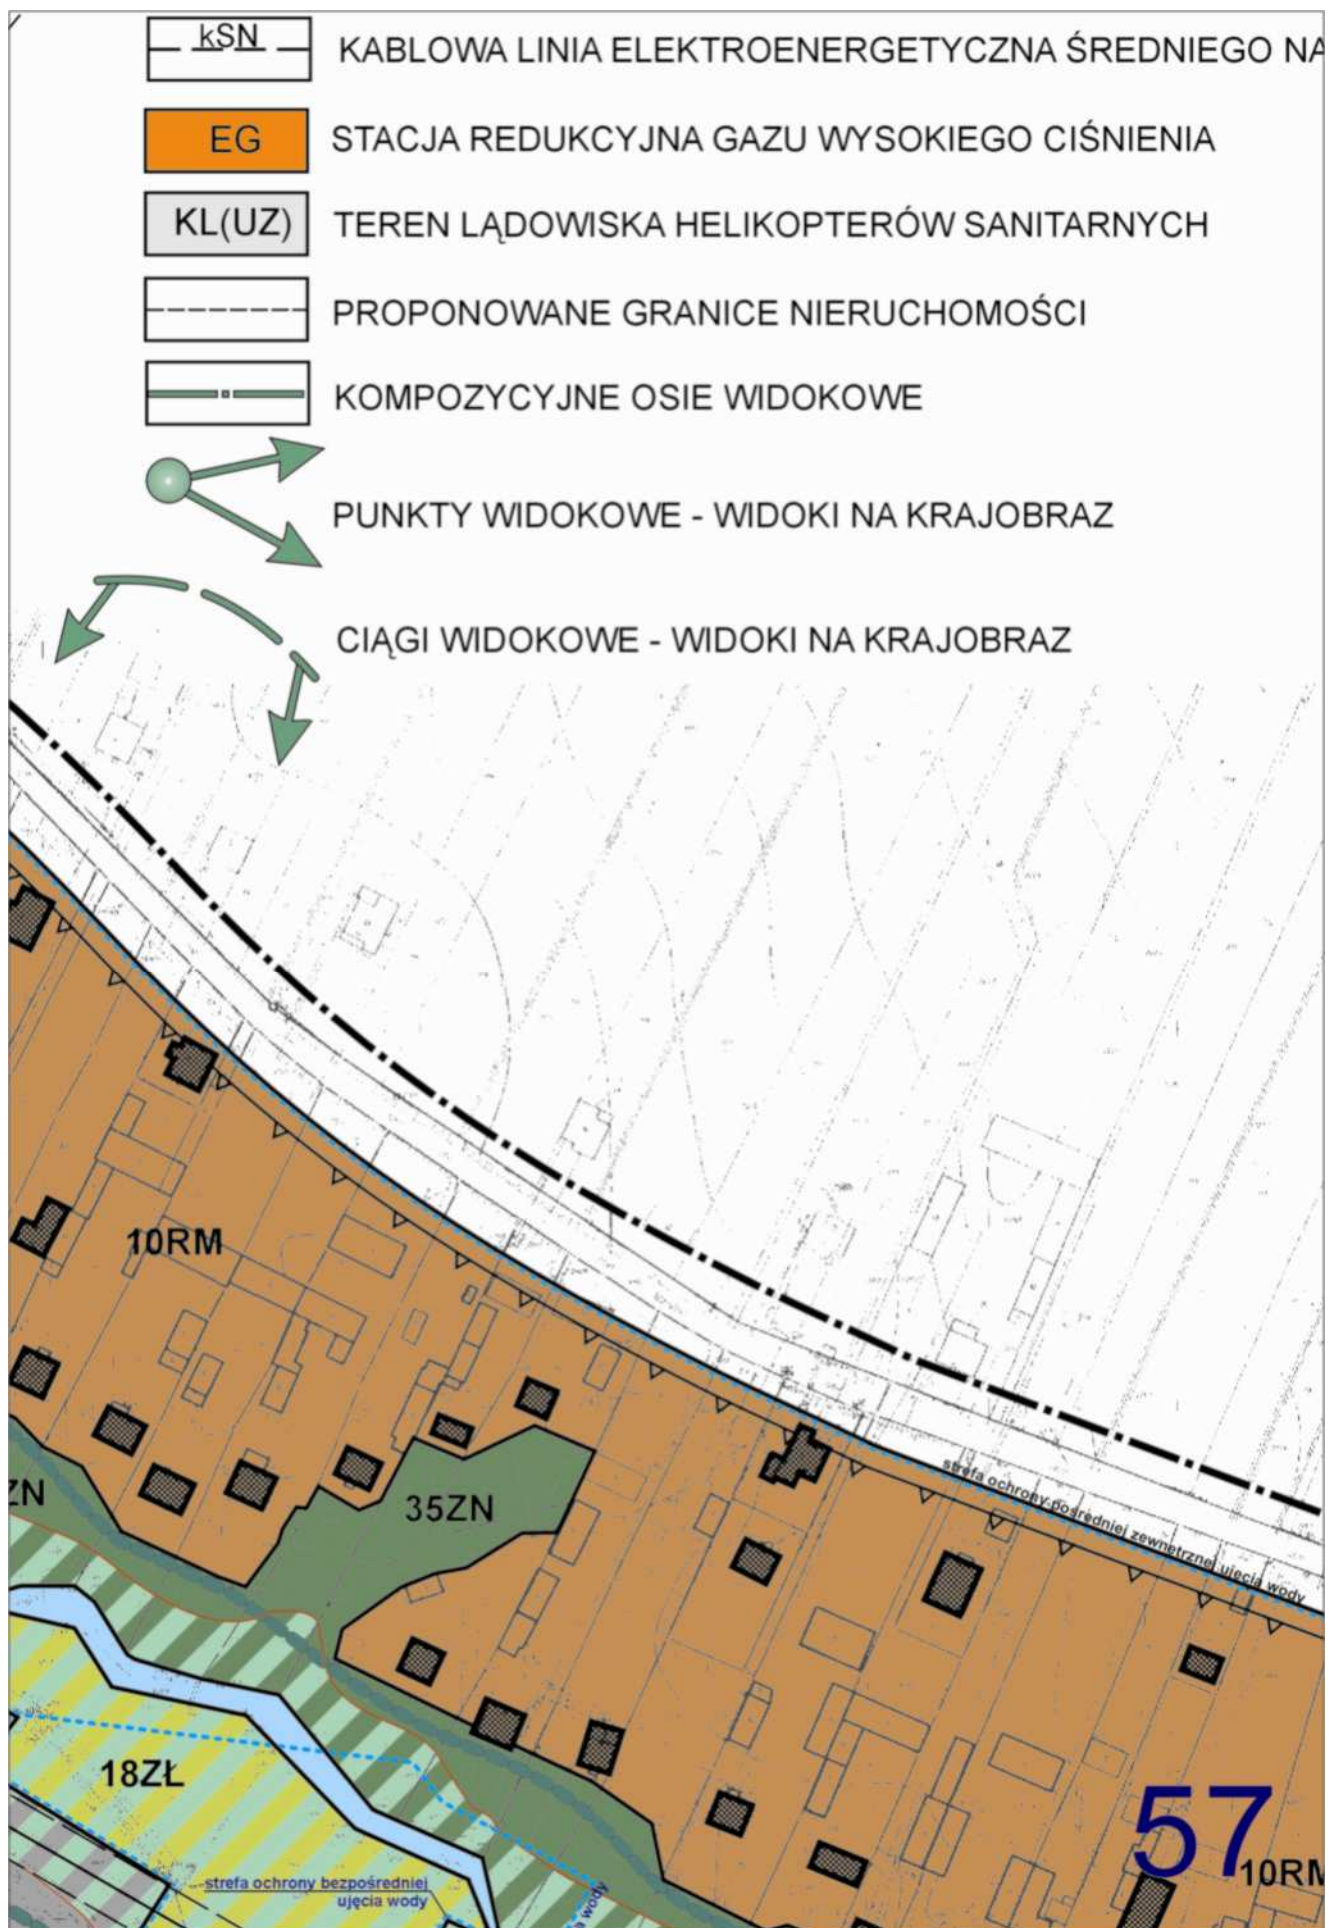 kSN
KABLOWA LINIA ELEKTROENERGETYCZNA ŚREDNIEGO NA
EG
STACJA REDUKCYJNA GAZU WYSOKIEGO CIŚNIENIA
KL(UZ)
TEREN LĄDOWISKA HELIKOPTERÓW SANITARNYCH
PROPONOWANE GRANICE NIERUCHOMOŚCI
KOMPOZYCYJNE OSIE WIDOKOWE
PUNKTY WIDOKOWE - WIDOKI NA KRAJOBRAZ
CIĄGI WIDOKOWE - WIDOKI NA KRAJOBRAZ
10RM
ZN
35ZN
strefa ochrony pośredniej zewnetrznej ujęcia wody
18ZŁ
57
10RM
strefa ochrony bezpośredniej
ujęcia wody
wody